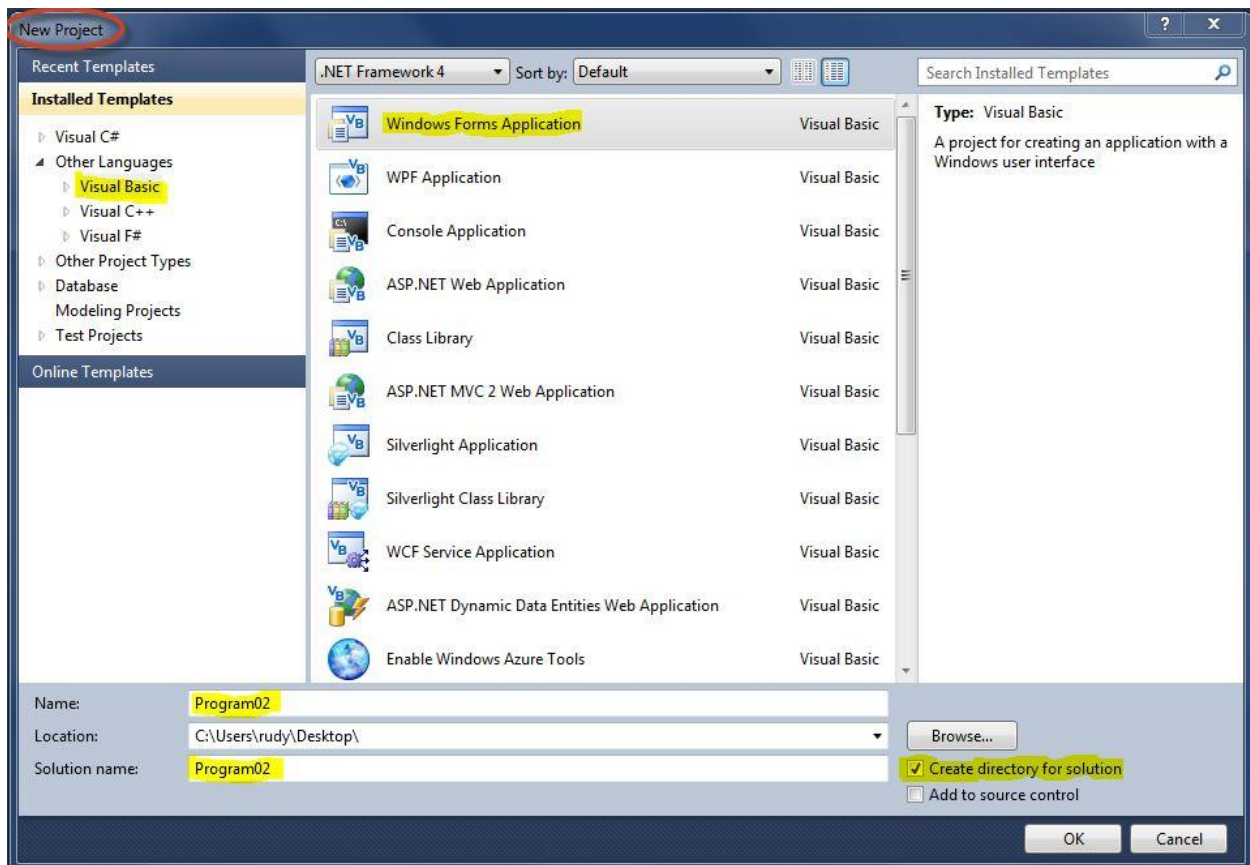 New Project
Recent Templates
Installed Templates
Visual C#
Other Languages
Visual Basic
Visual C++
Visual F#
Other Project Types
Database
Modeling Projects
Test Projects
Online Templates
.NET Framework 4
Sort by: Default
Windows Forms Application Visual Basic
WPF Application Visual Basic
Console Application Visual Basic
ASP.NET Web Application Visual Basic
Class Library Visual Basic
ASP.NET MVC 2 Web Application Visual Basic
Silverlight Application Visual Basic
Silverlight Class Library Visual Basic
WCF Service Application Visual Basic
ASP.NET Dynamic Data Entities Web Application Visual Basic
Enable Windows Azure Tools Visual Basic
Search Installed Templates
Type: Visual Basic
A project for creating an application with a
Windows user interface
Name: Program02
Location: C:\Users\rudy\Desktop\
Browse...
Solution name: Program02
Create directory for solution
Add to source control
OK
Cancel